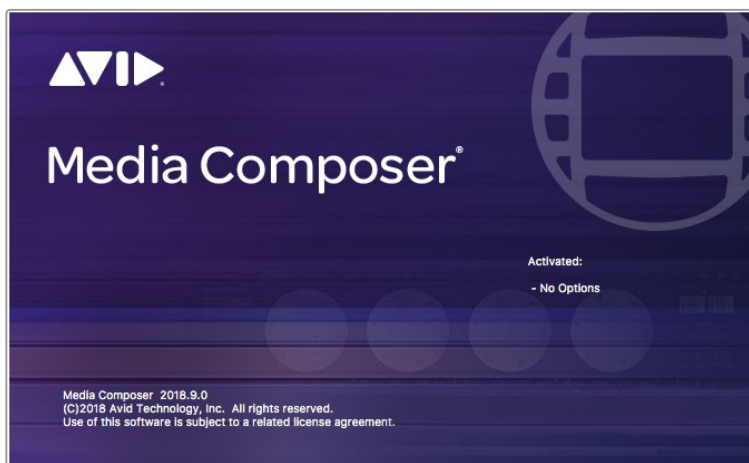 AVID
Media Composer®
Activated:
- No Options
Media Composer 2018.9.0
(C)2018 Avid Technology, Inc. All rights reserved.
Use of this software is subject to a related license agreement.